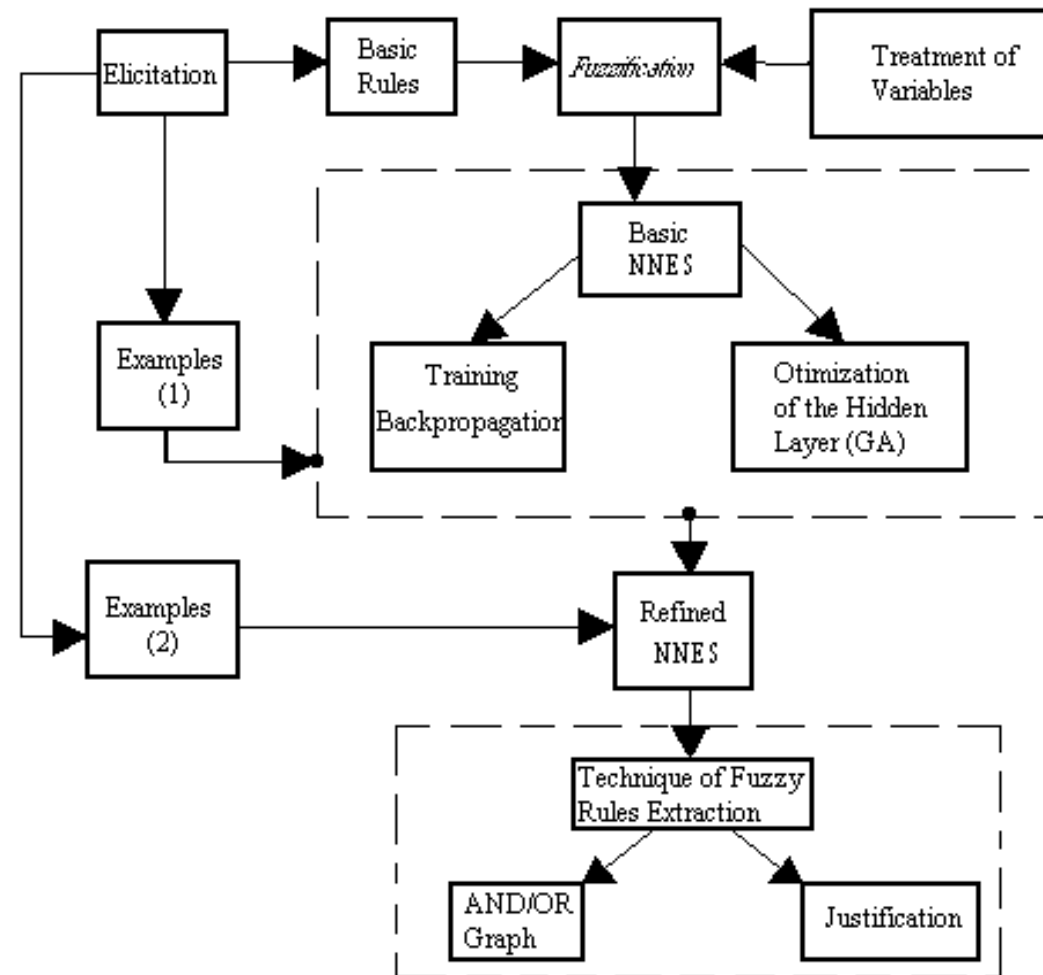 Elicitation
Basic
Rules
Fuzzification
Treatment of
Variables
Basic
NNES
Examples
(1)
Training
Backpropagation
Otimization
of the Hidden
Layer (GA)
Examples
(2)
Refined
NNES
Technique of Fuzzy
Rules Extraction
AND/OR
Graph
Justification